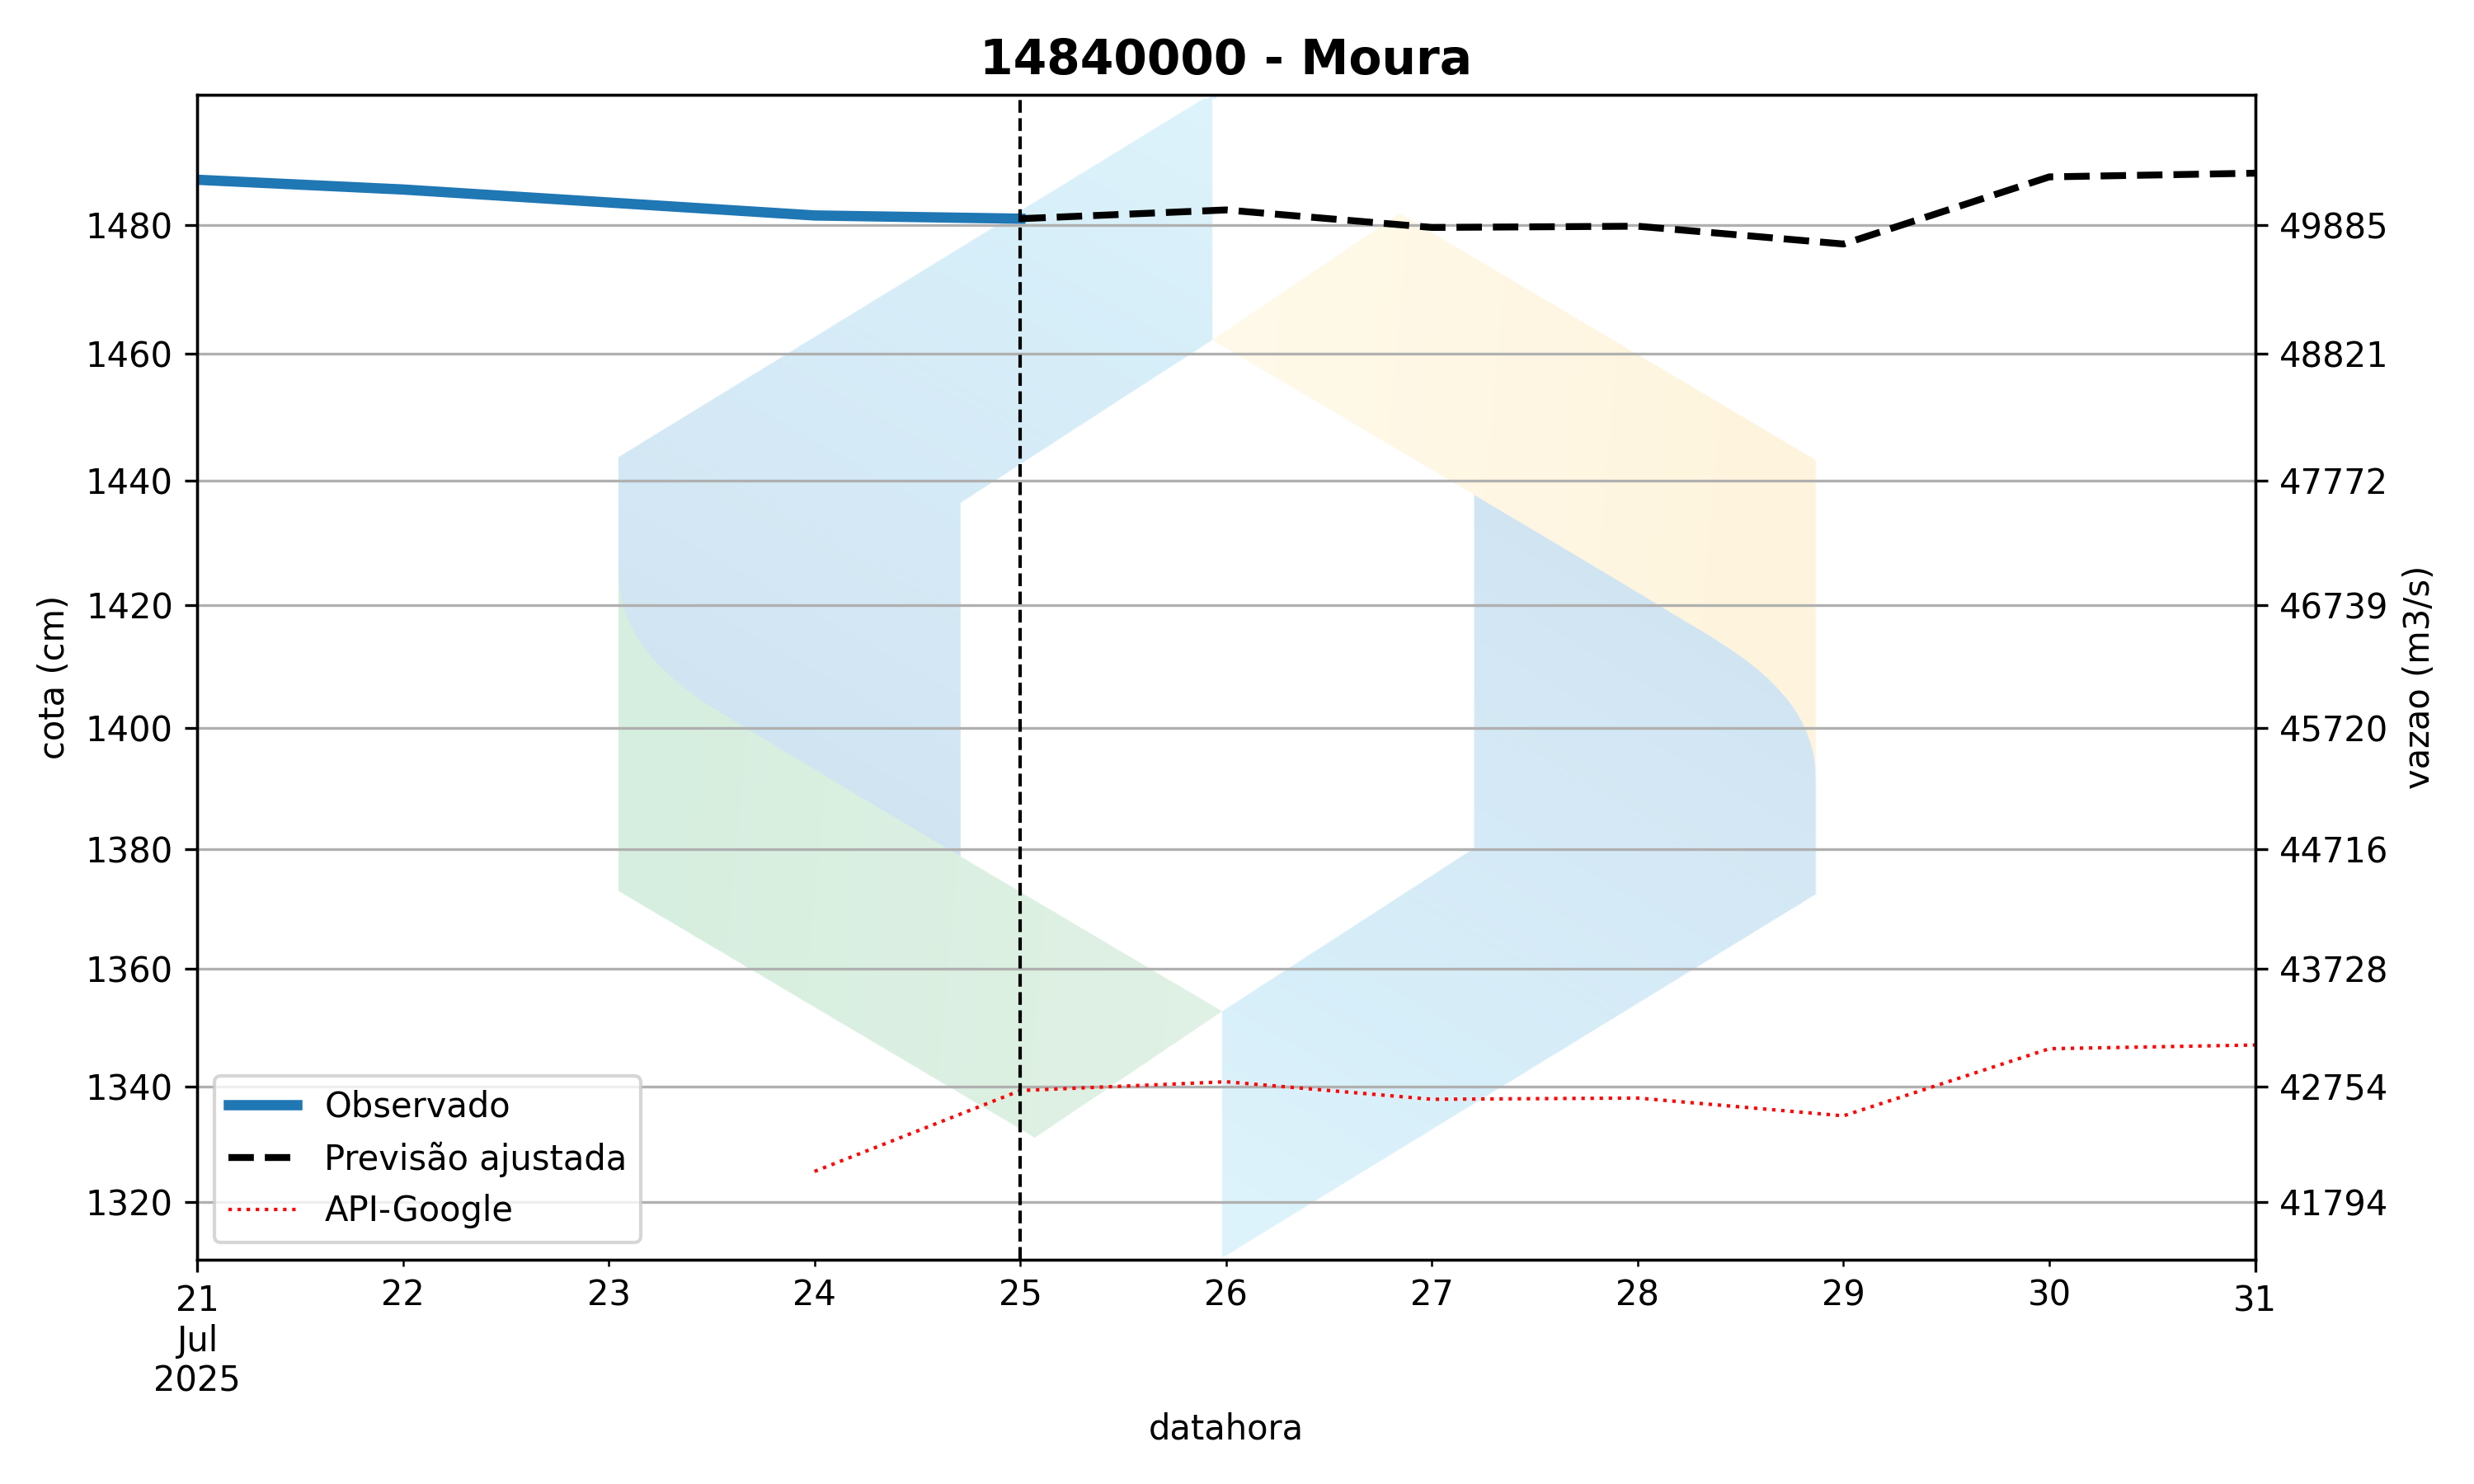 14840000 - Moura
1480
1460
1440
1420
1400
1380
1360
1340
1320
cota (cm)
49885
48821
47772
46739
45720
44716
43728
42754
41794
vazao (m3/s)
Observado
Previsão ajustada
API-Google
21 22 23 24 25 26 27 28 29 30 31
Jul
2025
datahora